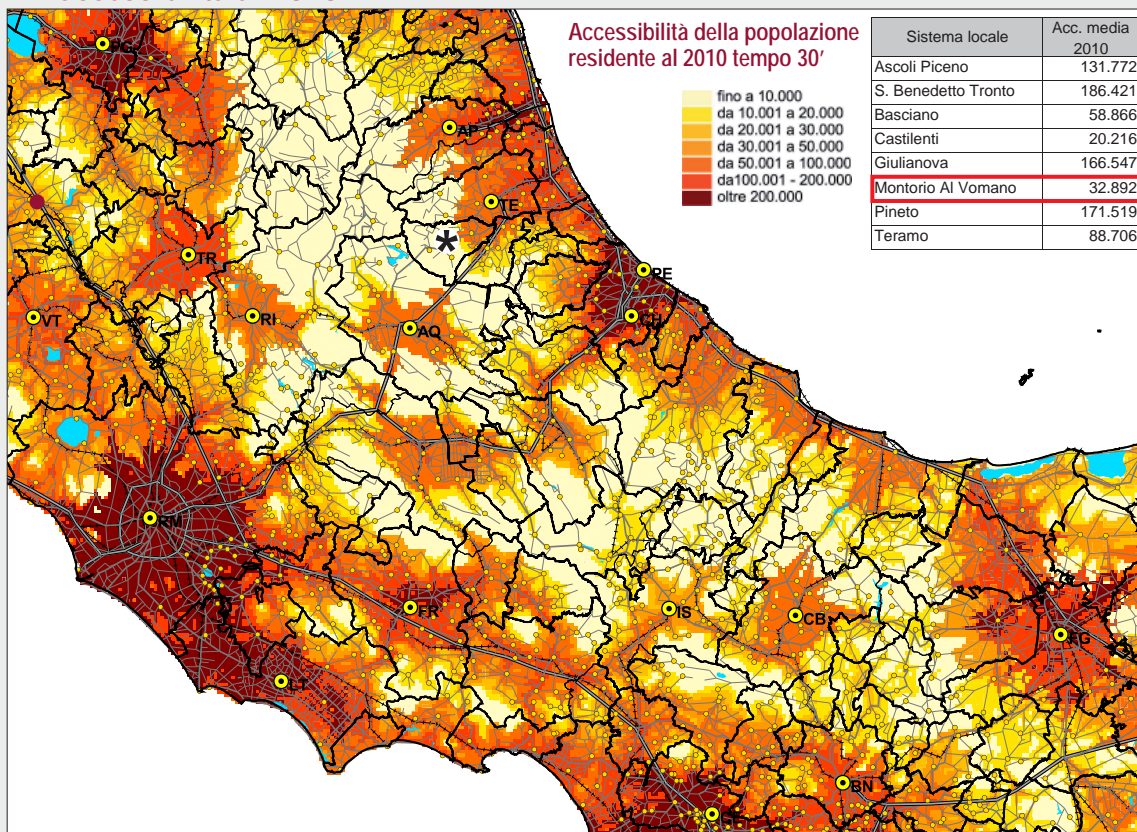 Accessibilità della popolazione
residente al 2010 tempo 30'
fino a 10.000
da 10.001 a 20.000
da 20.001 a 30.000
da 30.001 a 50.000
da 50.001 a 100.000
da100.001 - 200.000
oltre 200.000
Sistema locale Acc. media 2010
Ascoli Piceno 131.772
S. Benedetto Tronto 186.421
Basciano 58.866
Castilenti 20.216
Giulianova 166.547
Montorio Al Vomano 32.892
Pineto 171.519
Teramo 88.706
PG
AP
TE
*
TR
PE
VT
RI
AQ
CH
RM
FR
IS
CB
FG
LT
BN
CE